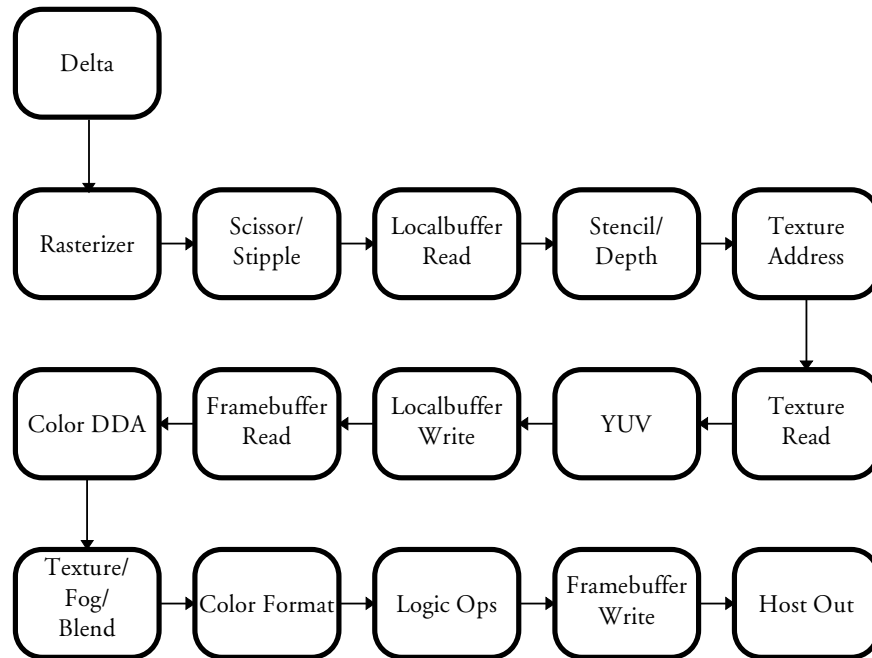 Delta
Rasterizer
Scissor/
Stipple
Localbuffer
Read
Stencil/
Depth
Texture
Address
Color DDA
Framebuffer
Read
Localbuffer
Write
YUV
Texture
Read
Texture/
Fog/
Blend
Color Format
Logic Ops
Framebuffer
Write
Host Out